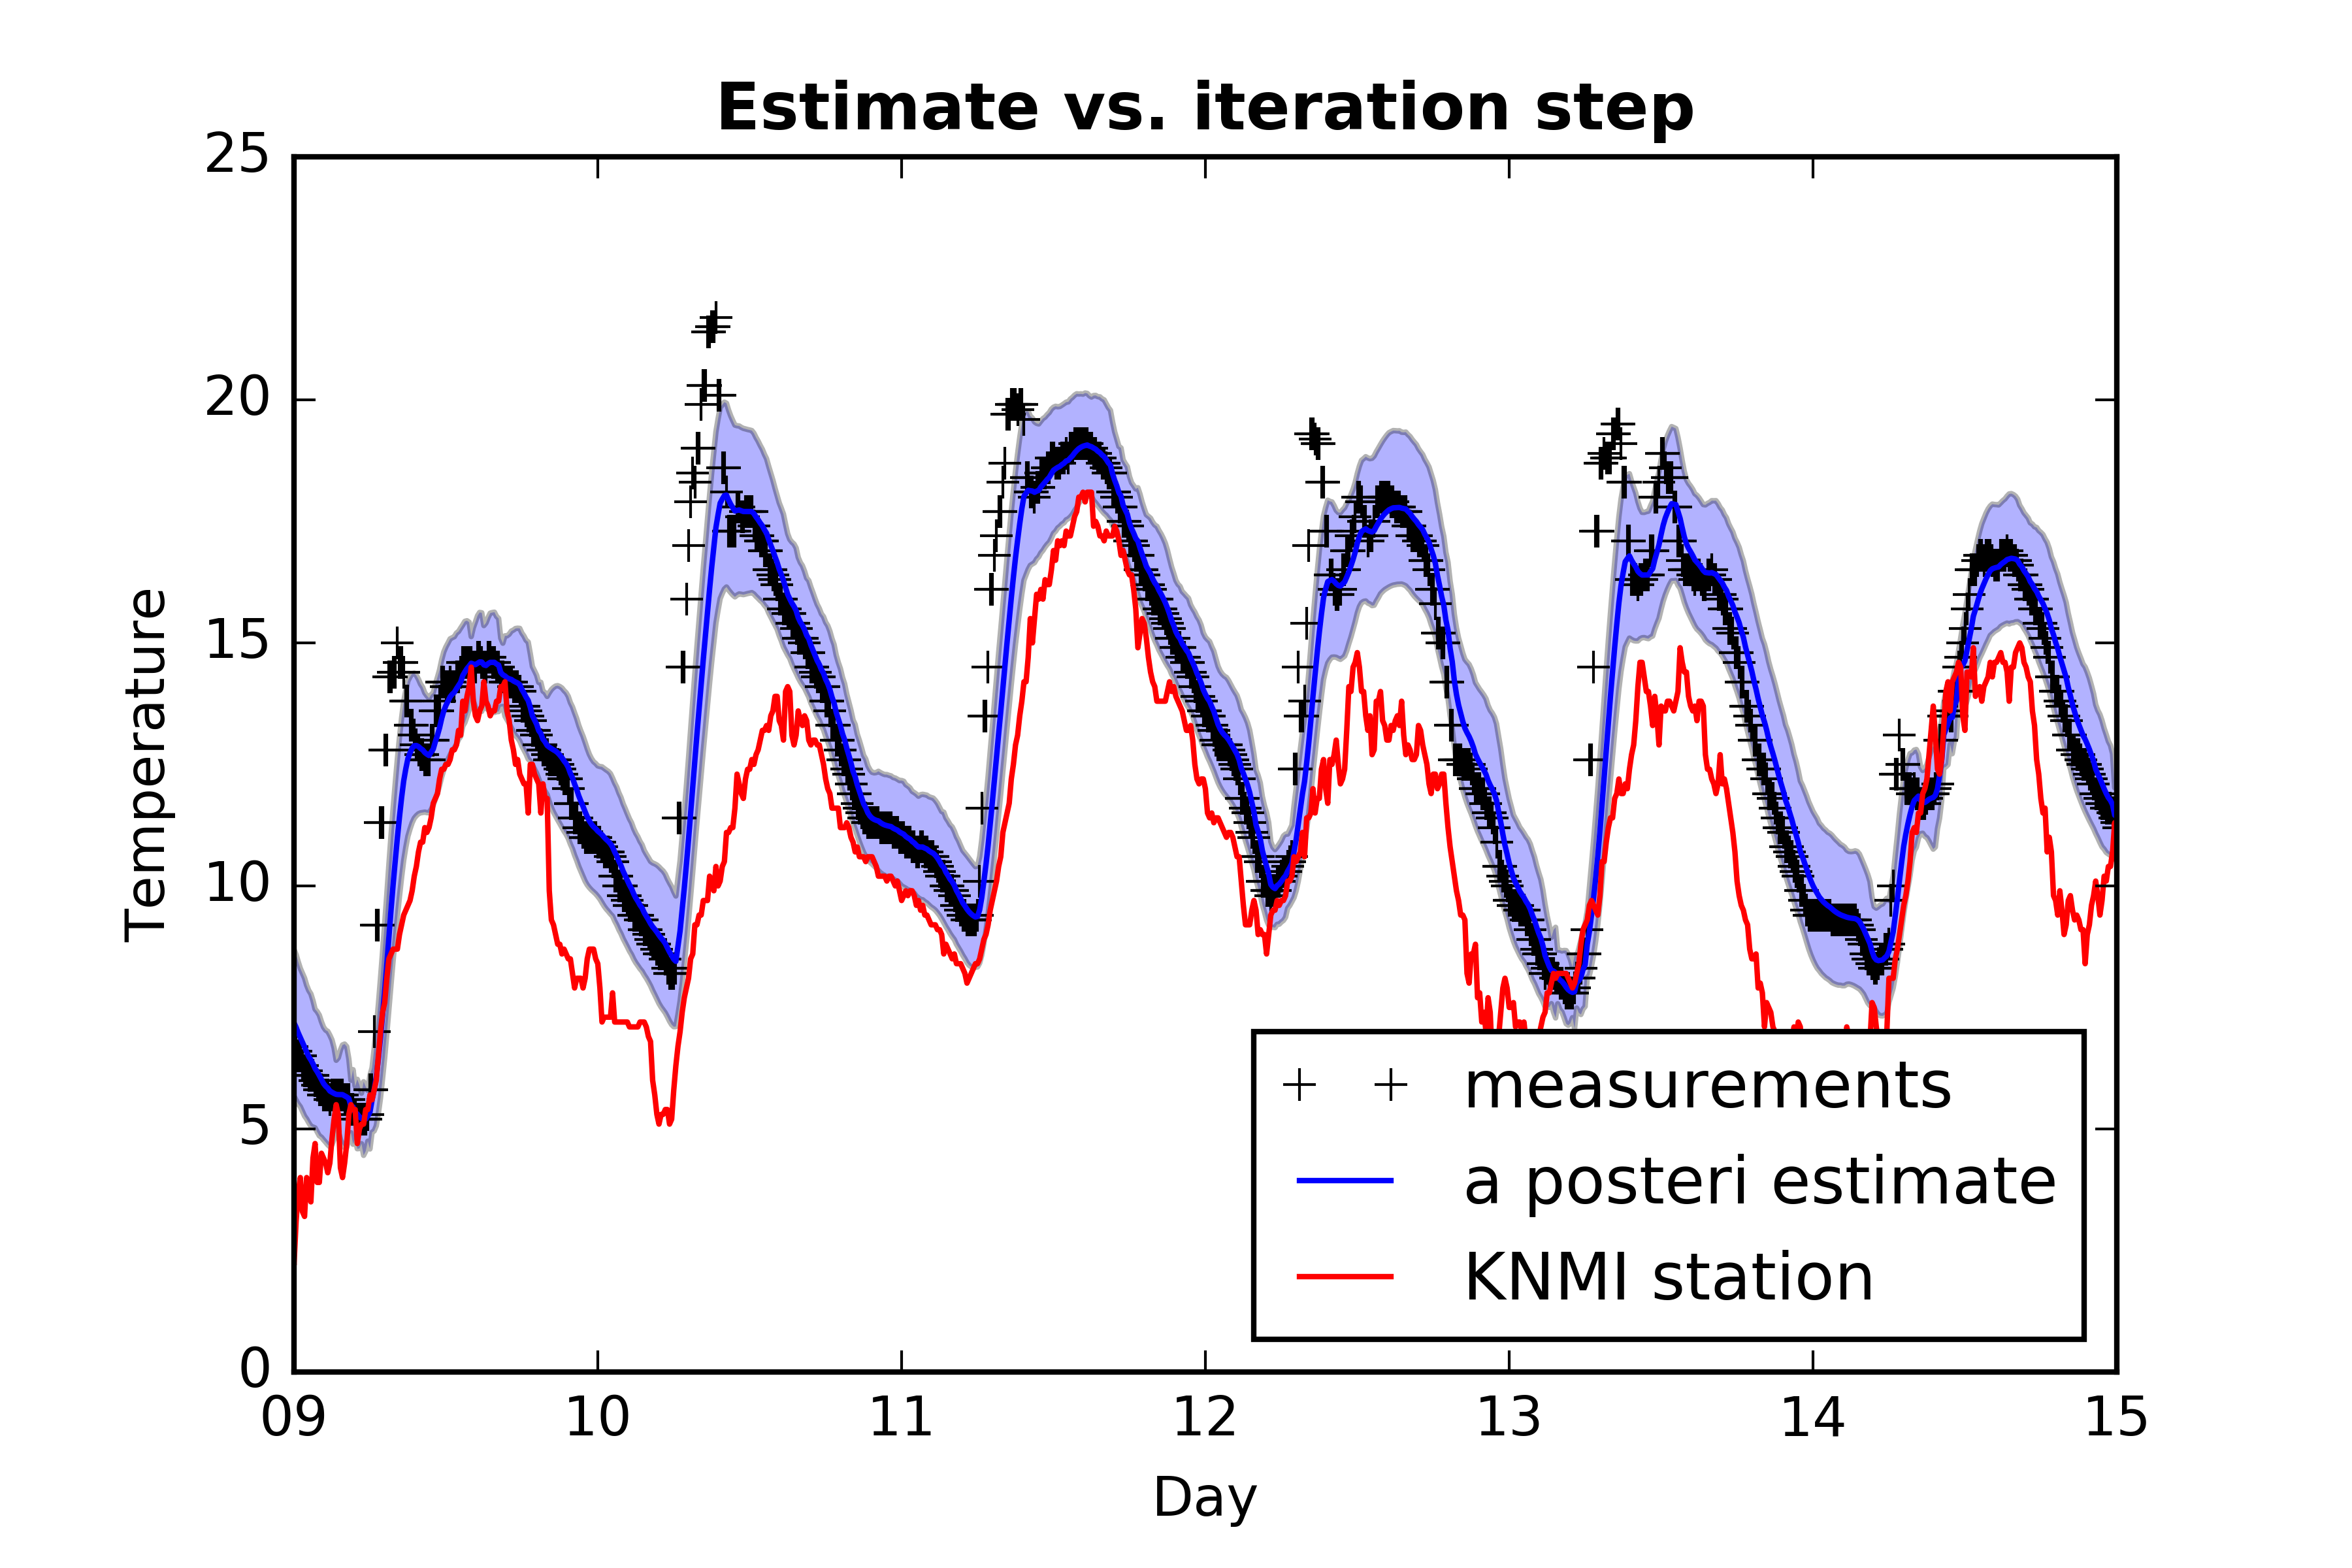 Estimate vs. iteration step
25
20
15
10
5
0
Temperature
09 10 11 12 13 14 15
Day
measurements
a posteri estimate
KNMI station